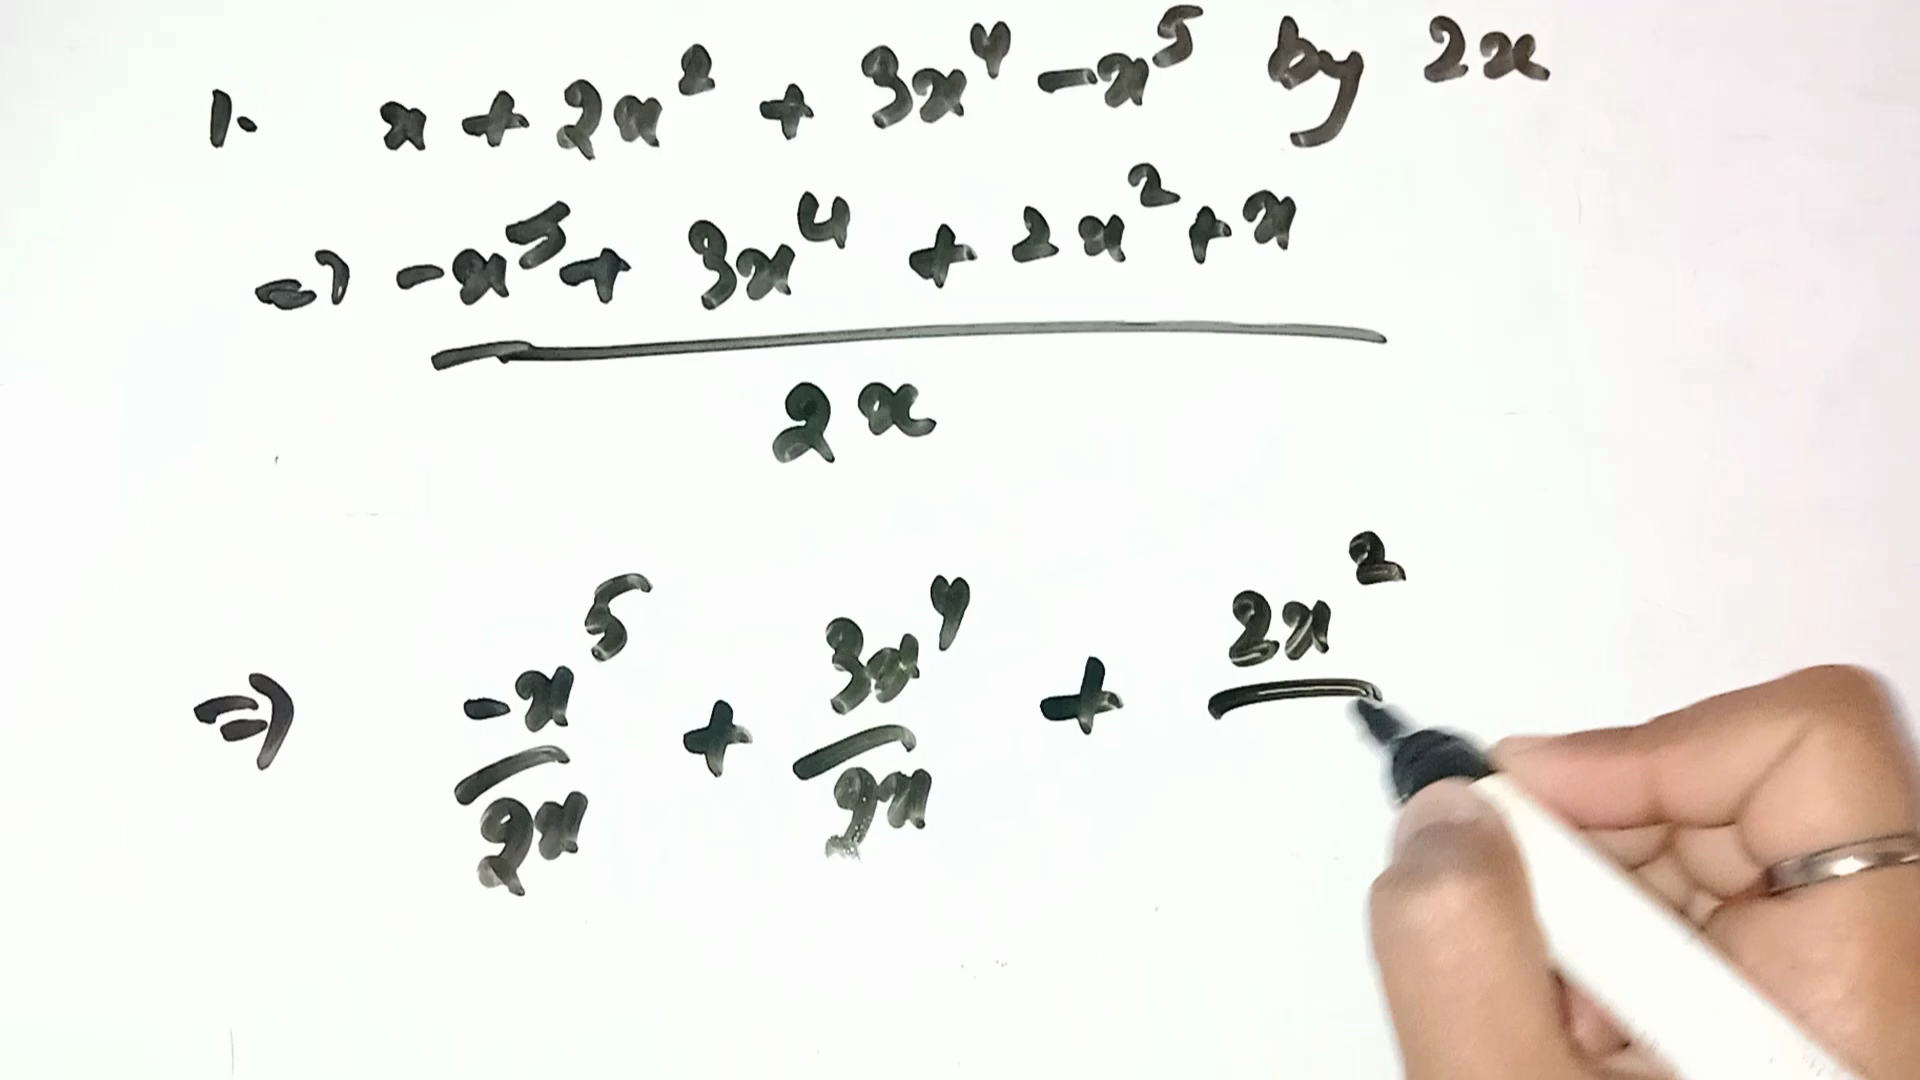 1. x + 2x² + 3x⁴ -x⁵ by 2x
=> -x⁵ + 3x⁴ + 2x² + x
2x
=> -x⁵/2x + 3x⁴/2x + 2x²